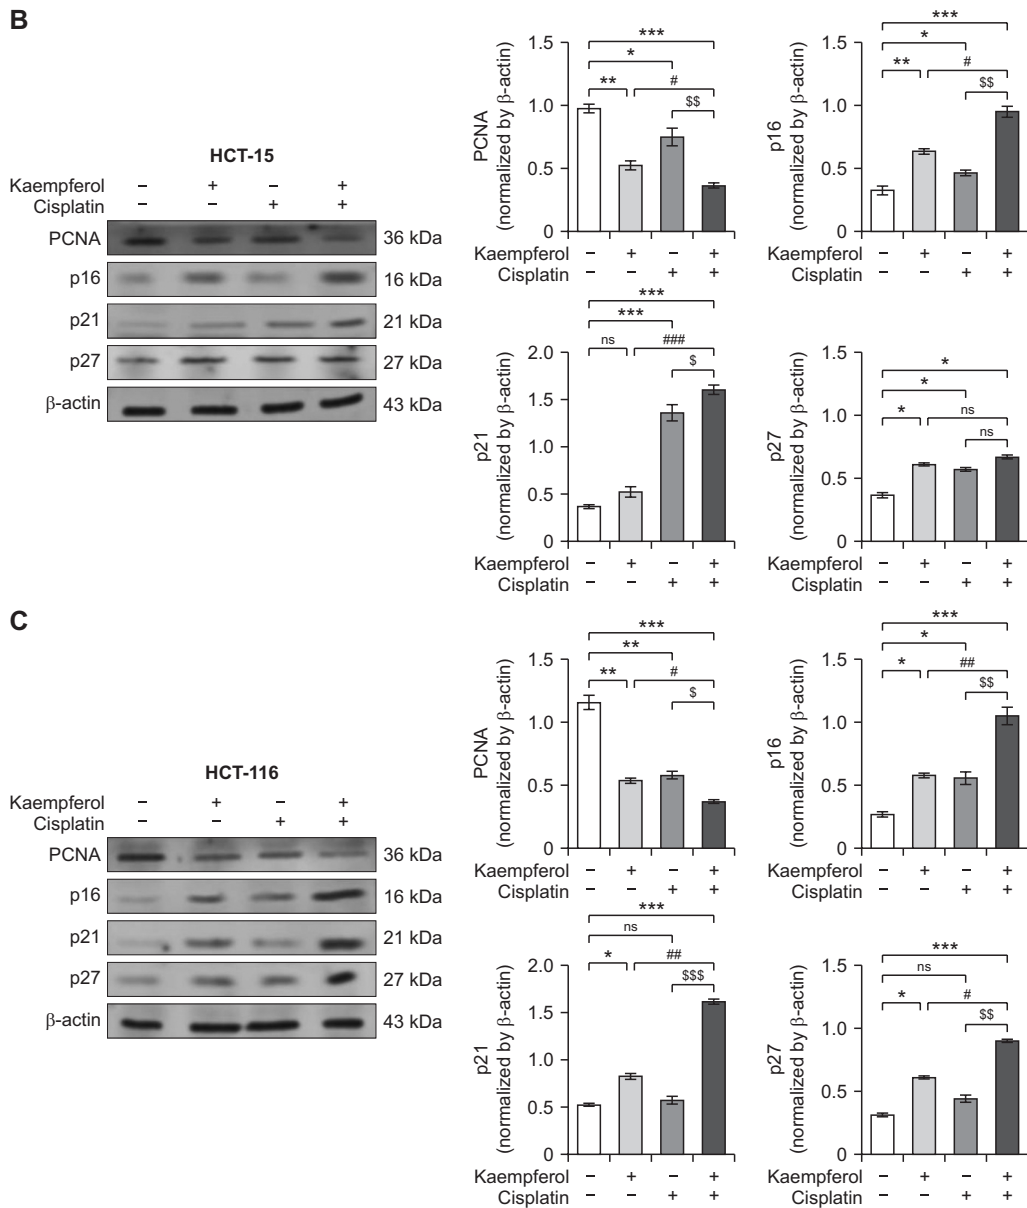 B
HCT-15
Kaempferol – + – +
Cisplatin – – + +
PCNA 36 kDa
p16 16 kDa
p21 21 kDa
p27 27 kDa
β-actin 43 kDa
PCNA
(normalized by β-actin)
1.5
1.0
0.5
0
***
*
** #
$$
Kaempferol – + – +
Cisplatin – – + +
p16
(normalized by β-actin)
1.5
1.0
0.5
0
***
*
** #
$$
Kaempferol – + – +
Cisplatin – – + +
p21
(normalized by β-actin)
2.0
1.5
1.0
0.5
0
***
***
ns ###
$
Kaempferol – + – +
Cisplatin – – + +
p27
(normalized by β-actin)
1.5
1.0
0.5
0
*
*
* ns
ns
Kaempferol – + – +
Cisplatin – – + +
C
HCT-116
Kaempferol – + – +
Cisplatin – – + +
PCNA 36 kDa
p16 16 kDa
p21 21 kDa
p27 27 kDa
β-actin 43 kDa
PCNA
(normalized by β-actin)
1.5
1.0
0.5
0
***
**
** #
$
Kaempferol – + – +
Cisplatin – – + +
p16
(normalized by β-actin)
1.5
1.0
0.5
0
***
*
* ##
$$
Kaempferol – + – +
Cisplatin – – + +
p21
(normalized by β-actin)
2.0
1.5
1.0
0.5
0
***
ns
* ##
$$$
Kaempferol – + – +
Cisplatin – – + +
p27
(normalized by β-actin)
1.5
1.0
0.5
0
***
ns
* #
$$
Kaempferol – + – +
Cisplatin – – + +